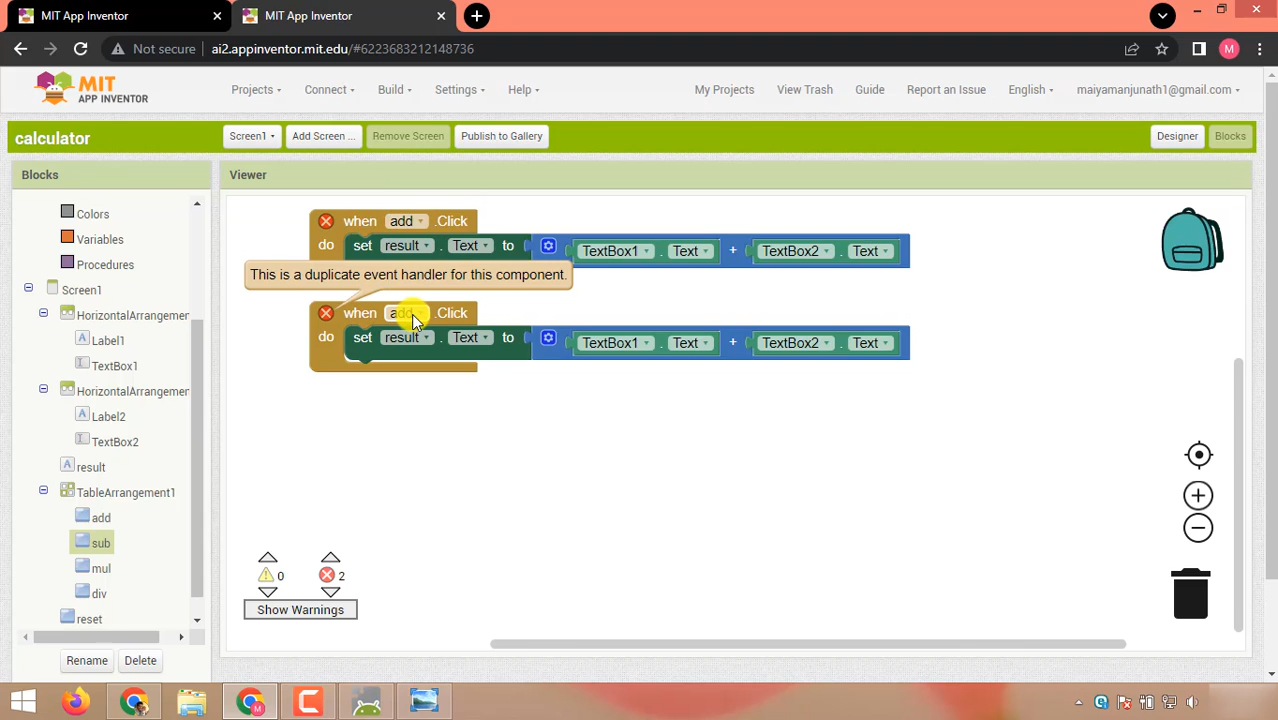 MIT App Inventor
MIT App Inventor
Not secure ai2.appinventor.mit.edu/#6223683212148736
M
MIT
APP INVENTOR
Projects Connect Build Settings Help My Projects View Trash Guide Report an Issue English maiyamanjunath1@gmail.com
calculator Screen1 Add Screen ... Remove Screen Publish to Gallery Designer Blocks
Blocks
Viewer
Colors
Variables
Procedures
Screen1
HorizontalArrangemer
Label1
TextBox1
HorizontalArrangemer
Label2
TextBox2
result
TableArrangement1
add
sub
mul
div
reset
Rename Delete
when add .Click
do set result . Text to TextBox1 . Text + TextBox2 . Text
This is a duplicate event handler for this component.
when add .Click
do set result . Text to TextBox1 . Text + TextBox2 . Text
0 2
Show Warnings